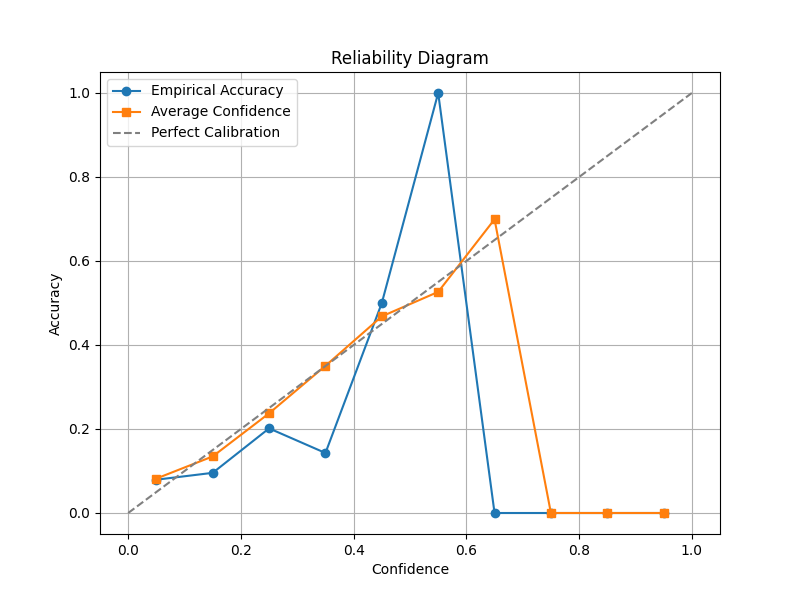 Reliability Diagram
Empirical Accuracy
Average Confidence
Perfect Calibration
1.0
0.8
0.6
0.4
0.2
0.0
Accuracy
0.0 0.2 0.4 0.6 0.8 1.0
Confidence